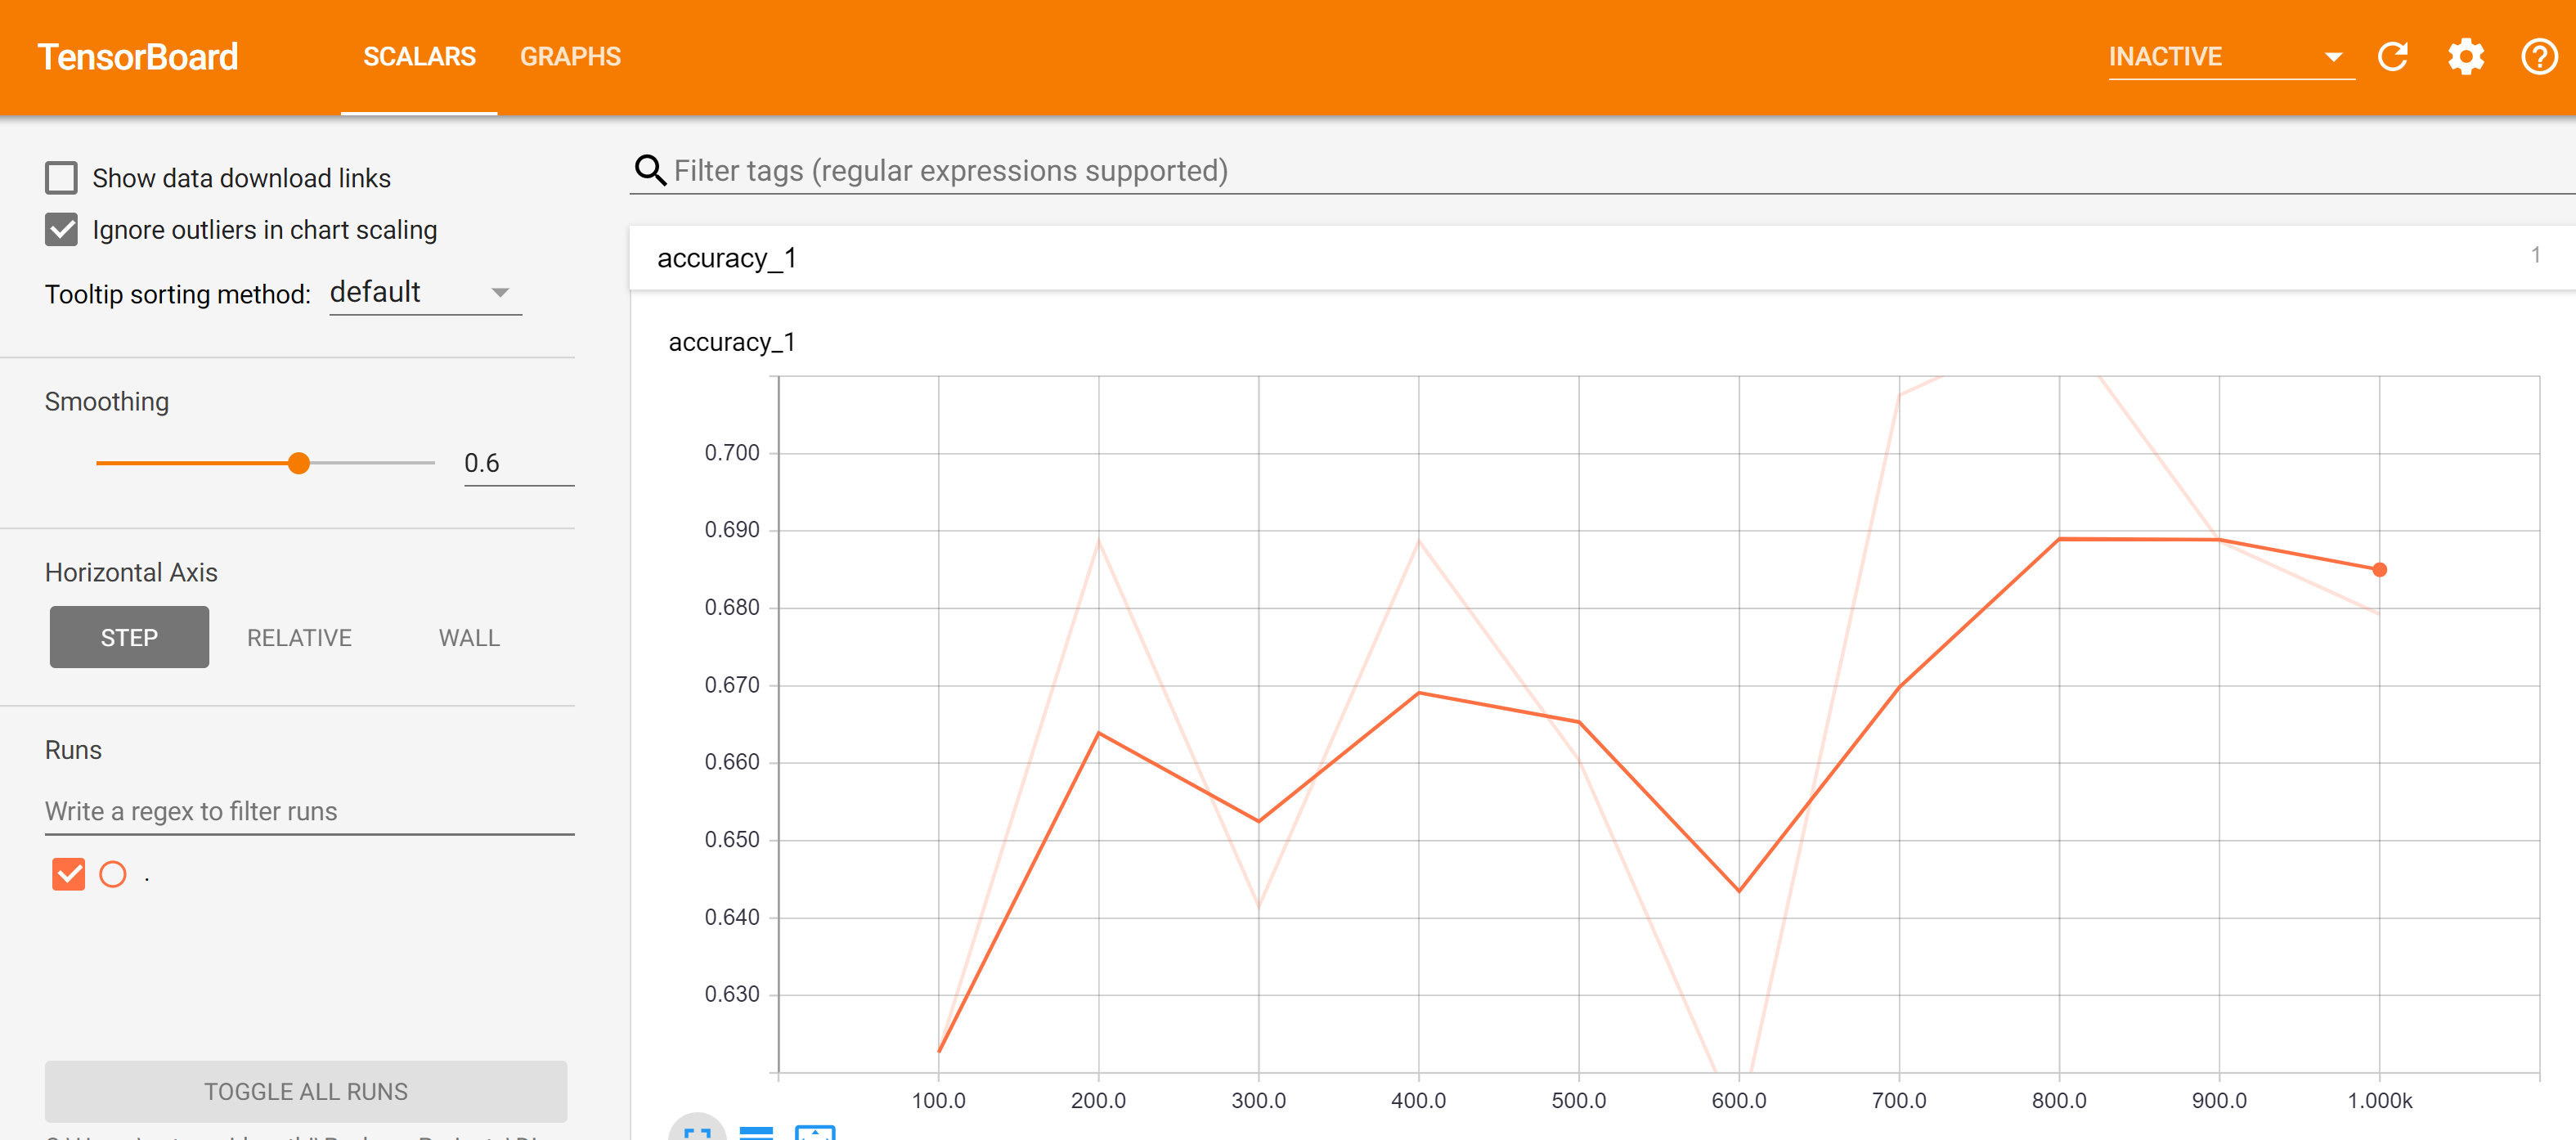 TensorBoard SCALARS GRAPHS INACTIVE
Show data download links
Ignore outliers in chart scaling
Tooltip sorting method: default
Smoothing
0.6
Horizontal Axis
STEP RELATIVE WALL
Runs
Write a regex to filter runs
.
TOGGLE ALL RUNS
Filter tags (regular expressions supported)
accuracy_1 1
accuracy_1
0.700
0.690
0.680
0.670
0.660
0.650
0.640
0.630
100.0 200.0 300.0 400.0 500.0 600.0 700.0 800.0 900.0 1.000k